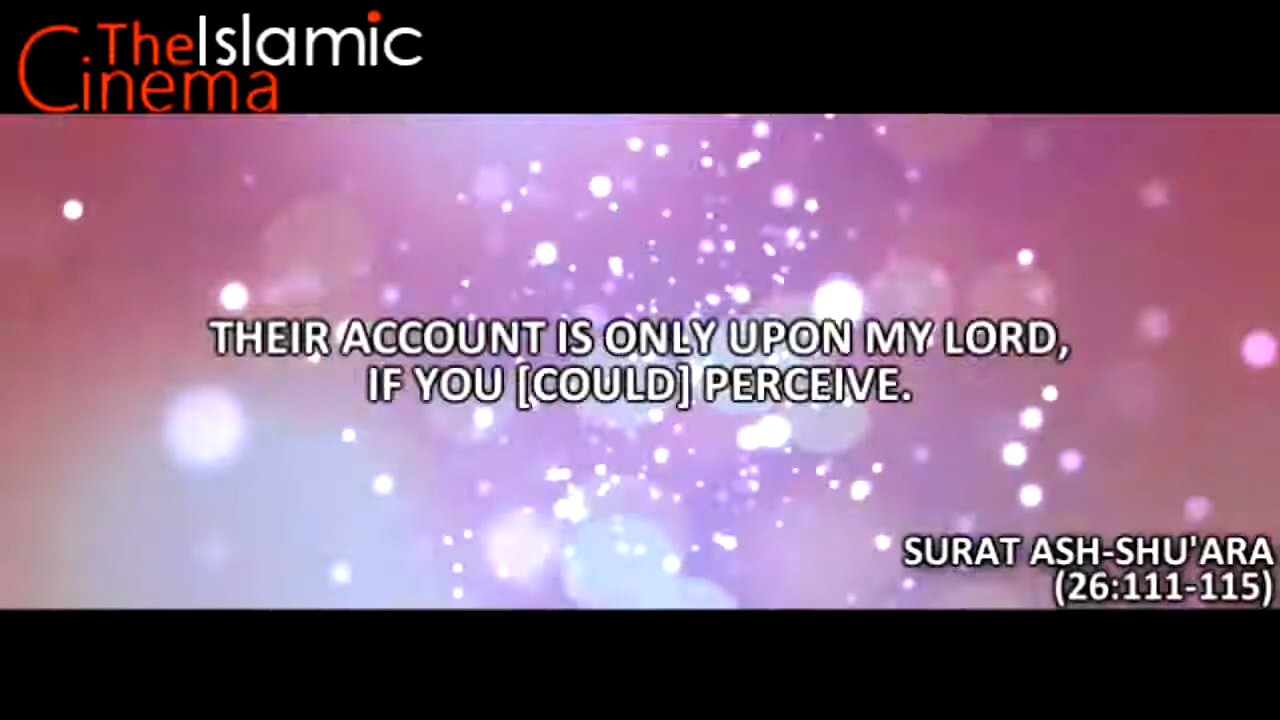 TheIslamic
Cinema
THEIR ACCOUNT IS ONLY UPON MY LORD,
IF YOU [COULD] PERCEIVE.
SURAT ASH-SHU'ARA
(26:111-115)